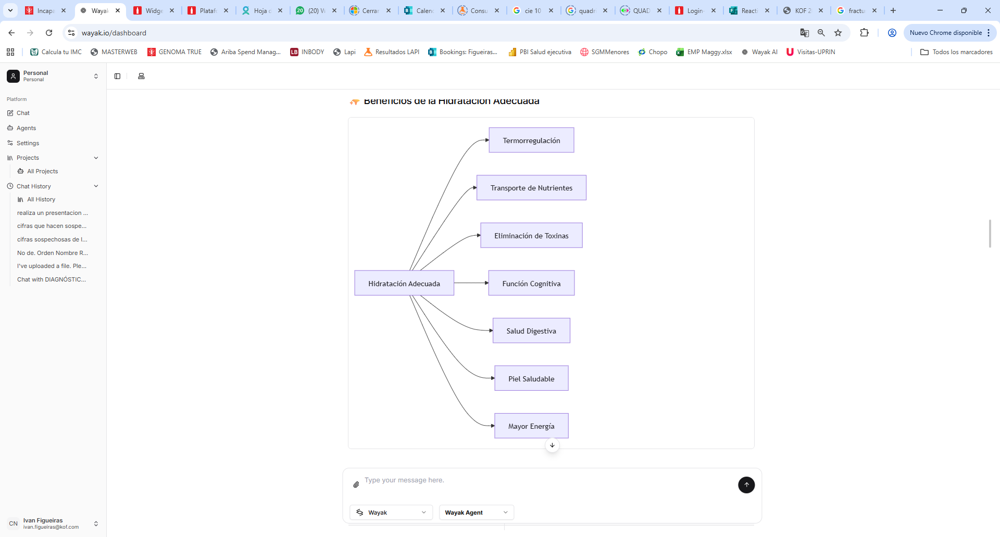 Incapa
Wayak
Widge
Platafo
Hoja d
20
(20) W
Cerrar
Calenc
Consu
cie 10
quadri
QUAD
Login-
Reacti
KOF 2
fractu
wayak.io/dashboard
Nuevo Chrome disponible
Calcula tu IMC
MASTERWEB
GENOMA TRUE
Ariba Spend Manag...
LB
INBODY
Lapi
Resultados LAPI
Bookings: Figueiras...
PBI Salud ejecutiva
SGMMenores
Chopo
EMP Maggy.xlsx
Wayak AI
Visitas-UPRIN
Todos los marcadores
Personal
Personal
Platform
Chat
Agents
Settings
Projects
All Projects
Chat History
All History
realiza un presentacion ...
cifras que hacen sospe...
cifras sospechosas de l...
No de. Orden Nombre R...
I've uploaded a file. Ple...
Chat with DIAGNÓSTIC...
CN
Ivan Figueiras
ivan.figueiras@kof.com
Beneficios de la Hidratación Adecuada
Termorregulación
Transporte de Nutrientes
Eliminación de Toxinas
Hidratación Adecuada
Función Cognitiva
Salud Digestiva
Piel Saludable
Mayor Energía
Type your message here.
Wayak
Wayak Agent